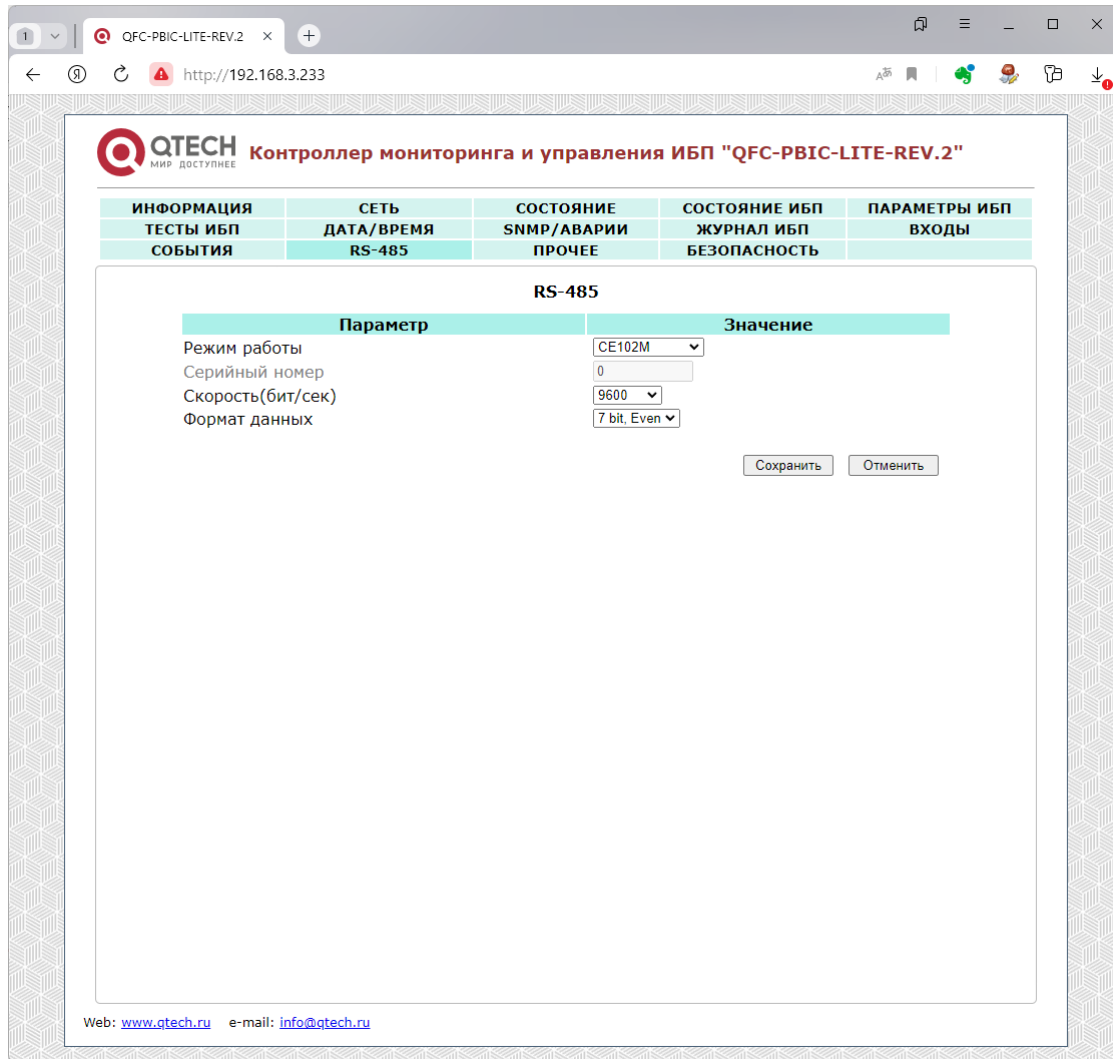 1
QFC-PBIC-LITE-REV.2
http://192.168.3.233
QTECH
МИР ДОСТУПНЕЕ
Контроллер мониторинга и управления ИБП "QFC-PBIC-LITE-REV.2"
ИНФОРМАЦИЯ СЕТЬ СОСТОЯНИЕ СОСТОЯНИЕ ИБП ПАРАМЕТРЫ ИБП
ТЕСТЫ ИБП ДАТА/ВРЕМЯ SNMP/АВАРИИ ЖУРНАЛ ИБП ВХОДЫ
СОБЫТИЯ RS-485 ПРОЧЕЕ БЕЗОПАСНОСТЬ
RS-485
Параметр Значение
Режим работы CE102M
Серийный номер 0
Скорость(бит/сек) 9600
Формат данных 7 bit, Even
Сохранить Отменить
Web: www.qtech.ru e-mail: info@qtech.ru